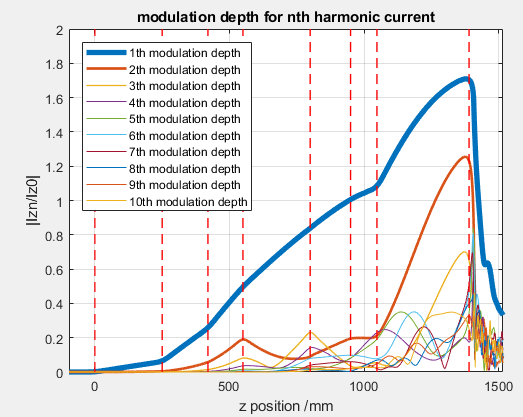 modulation depth for nth harmonic current
2
1.8
1.6
1.4
1.2
1
0.8
0.6
0.4
0.2
0
|Izn/Iz0|
1th modulation depth
2th modulation depth
3th modulation depth
4th modulation depth
5th modulation depth
6th modulation depth
7th modulation depth
8th modulation depth
9th modulation depth
10th modulation depth
0
500
1000
1500
z position /mm